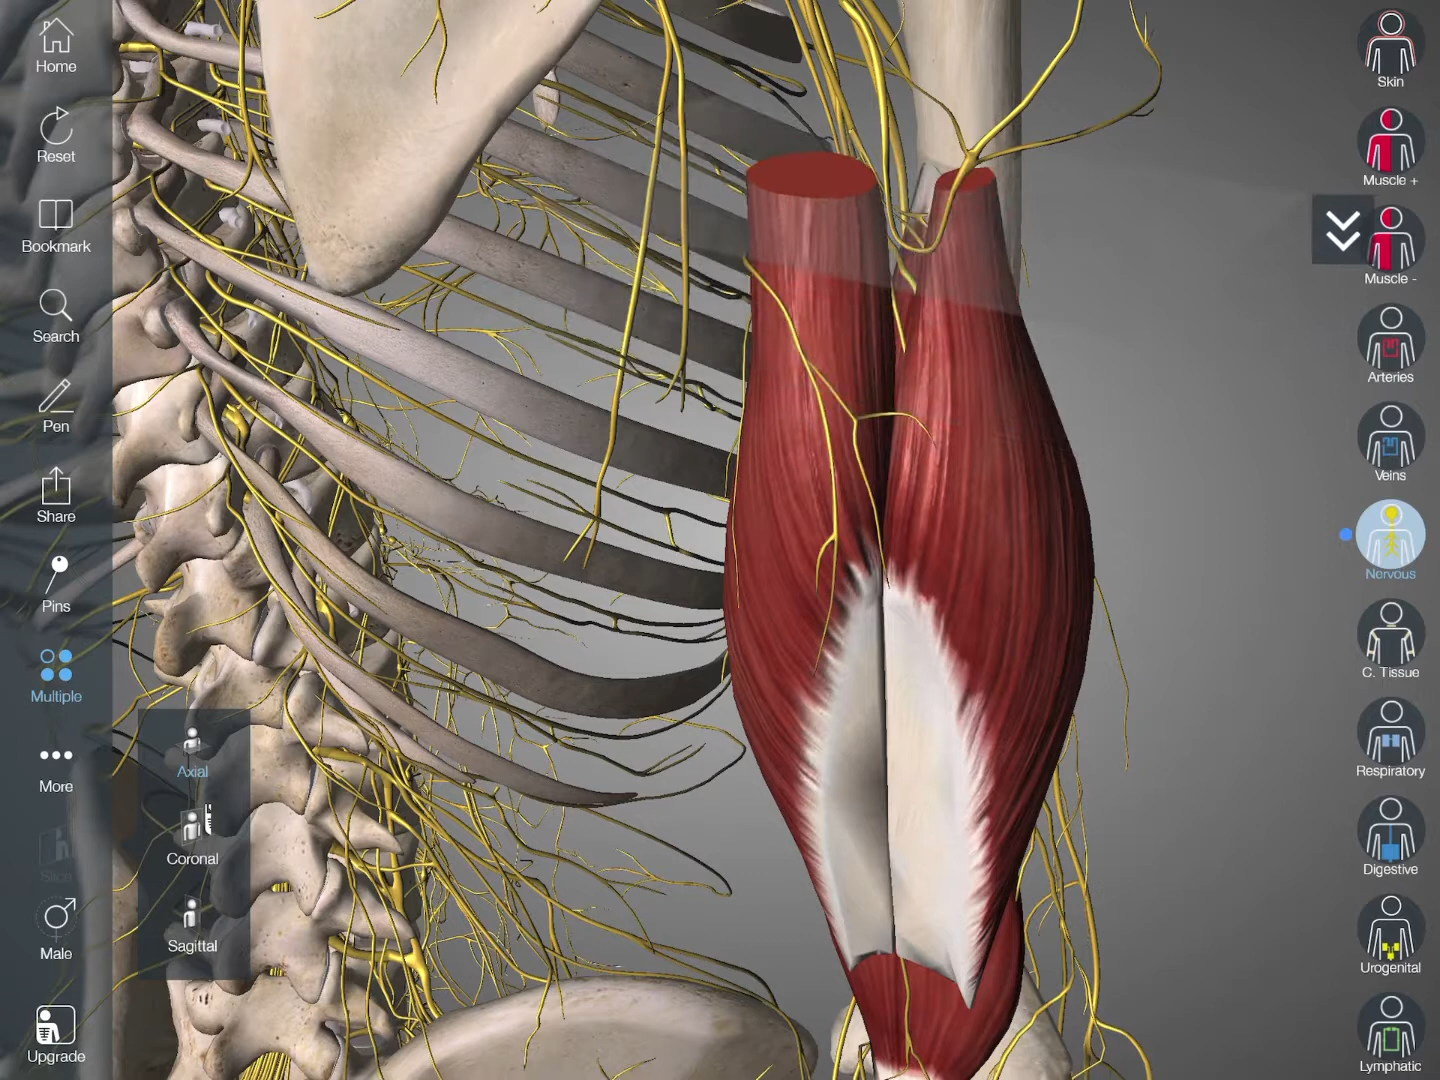 Home
Reset
Bookmark
Search
Pen
Share
Pins
Multiple
More
Slice
Male
Upgrade
Axial
Coronal
Sagittal
Skin
Muscle +
Muscle -
Arteries
Veins
Nervous
C. Tissue
Respiratory
Digestive
Urogenital
Lymphatic